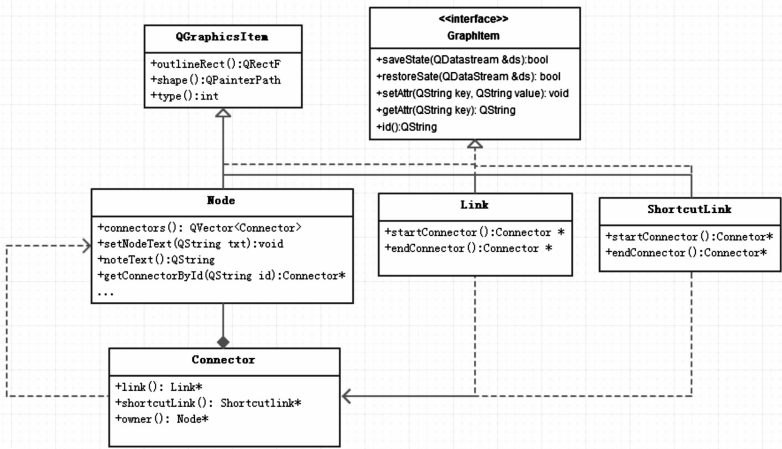 QGraphicsItem
+outlineRect():QRectF
+shape():QPainterPath
+type():int
<<interface>>
GraphItem
+saveState(QDatastream &ds):bool
+restoreSate(QDataStream &ds): bool
+setAttr(QString key, QString value): void
+getAttr(QString key): QString
+id():QString
Node
+connectors(): QVector<Connector>
+setNodeText(QString txt):void
+noteText():QString
+getConnectorById(QString id):Connector*
...
Link
+startConnector():Connector *
+endConnector():Connector *
ShortcutLink
+startConnector():Connetor*
+endConnector():Connector*
Connector
+link(): Link*
+shortcutLink(): Shortcutlink*
+owner(): Node*